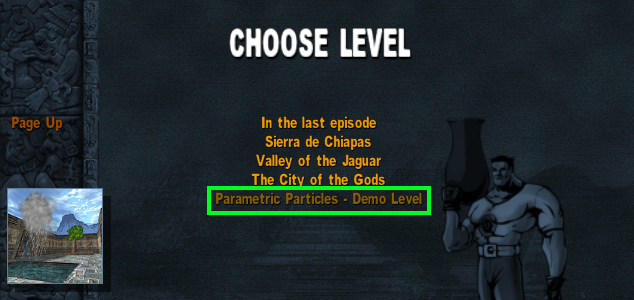 CHOOSE LEVEL
Page Up
In the last episode
Sierra de Chiapas
Valley of the Jaguar
The City of the Gods
Parametric Particles - Demo Level